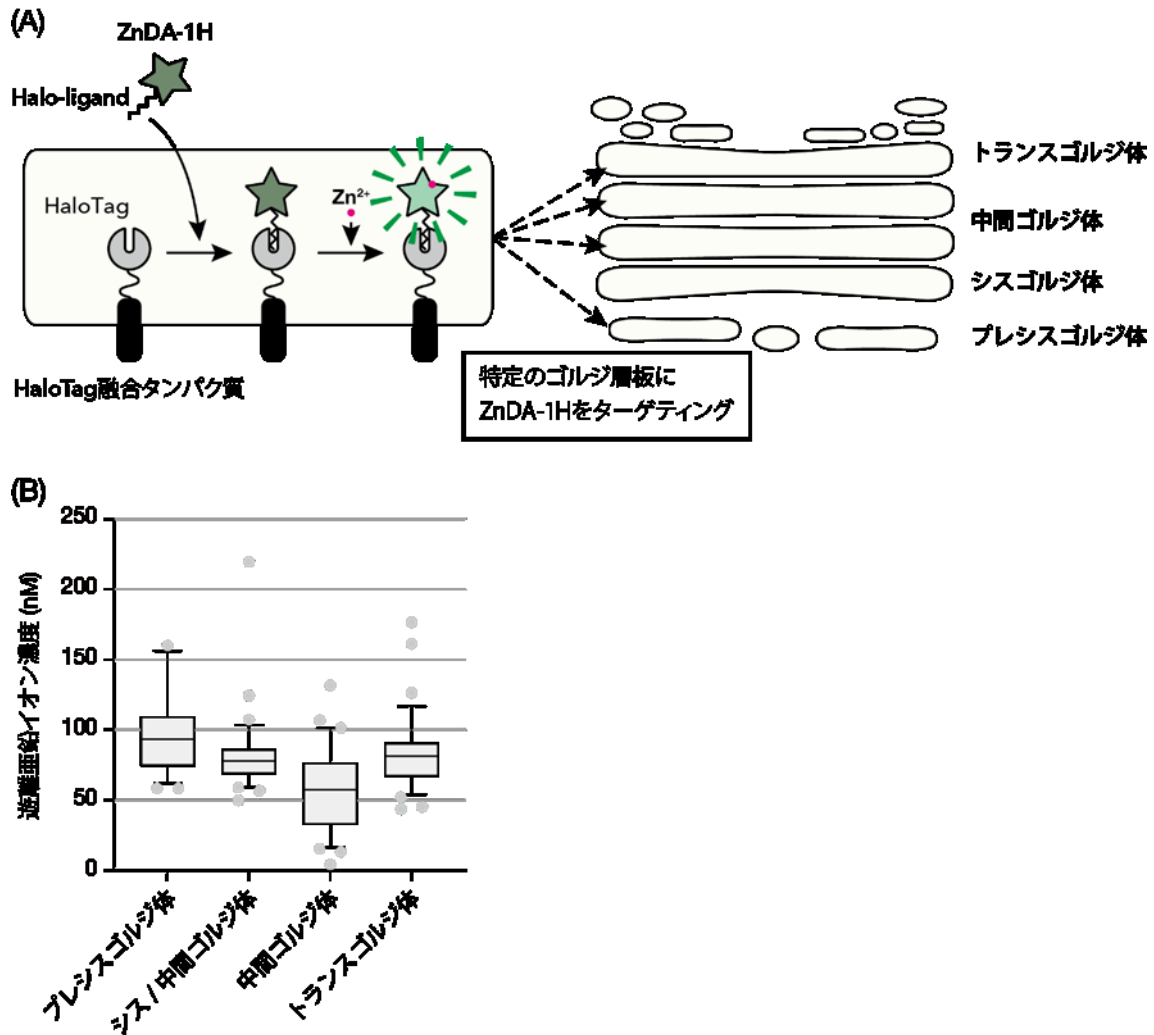 (A)
ZnDA-1H
Halo-ligand
HaloTag
Zn2+
HaloTag融合タンパク質
特定のゴルジ層板に
ZnDA-1Hをターゲティング
トランスゴルジ体
中間ゴルジ体
シスゴルジ体
プレシスゴルジ体
(B)
遊離亜鉛イオン濃度 (nM)
250
200
150
100
50
0
プレシスゴルジ体
シス / 中間ゴルジ体
中間ゴルジ体
トランスゴルジ体